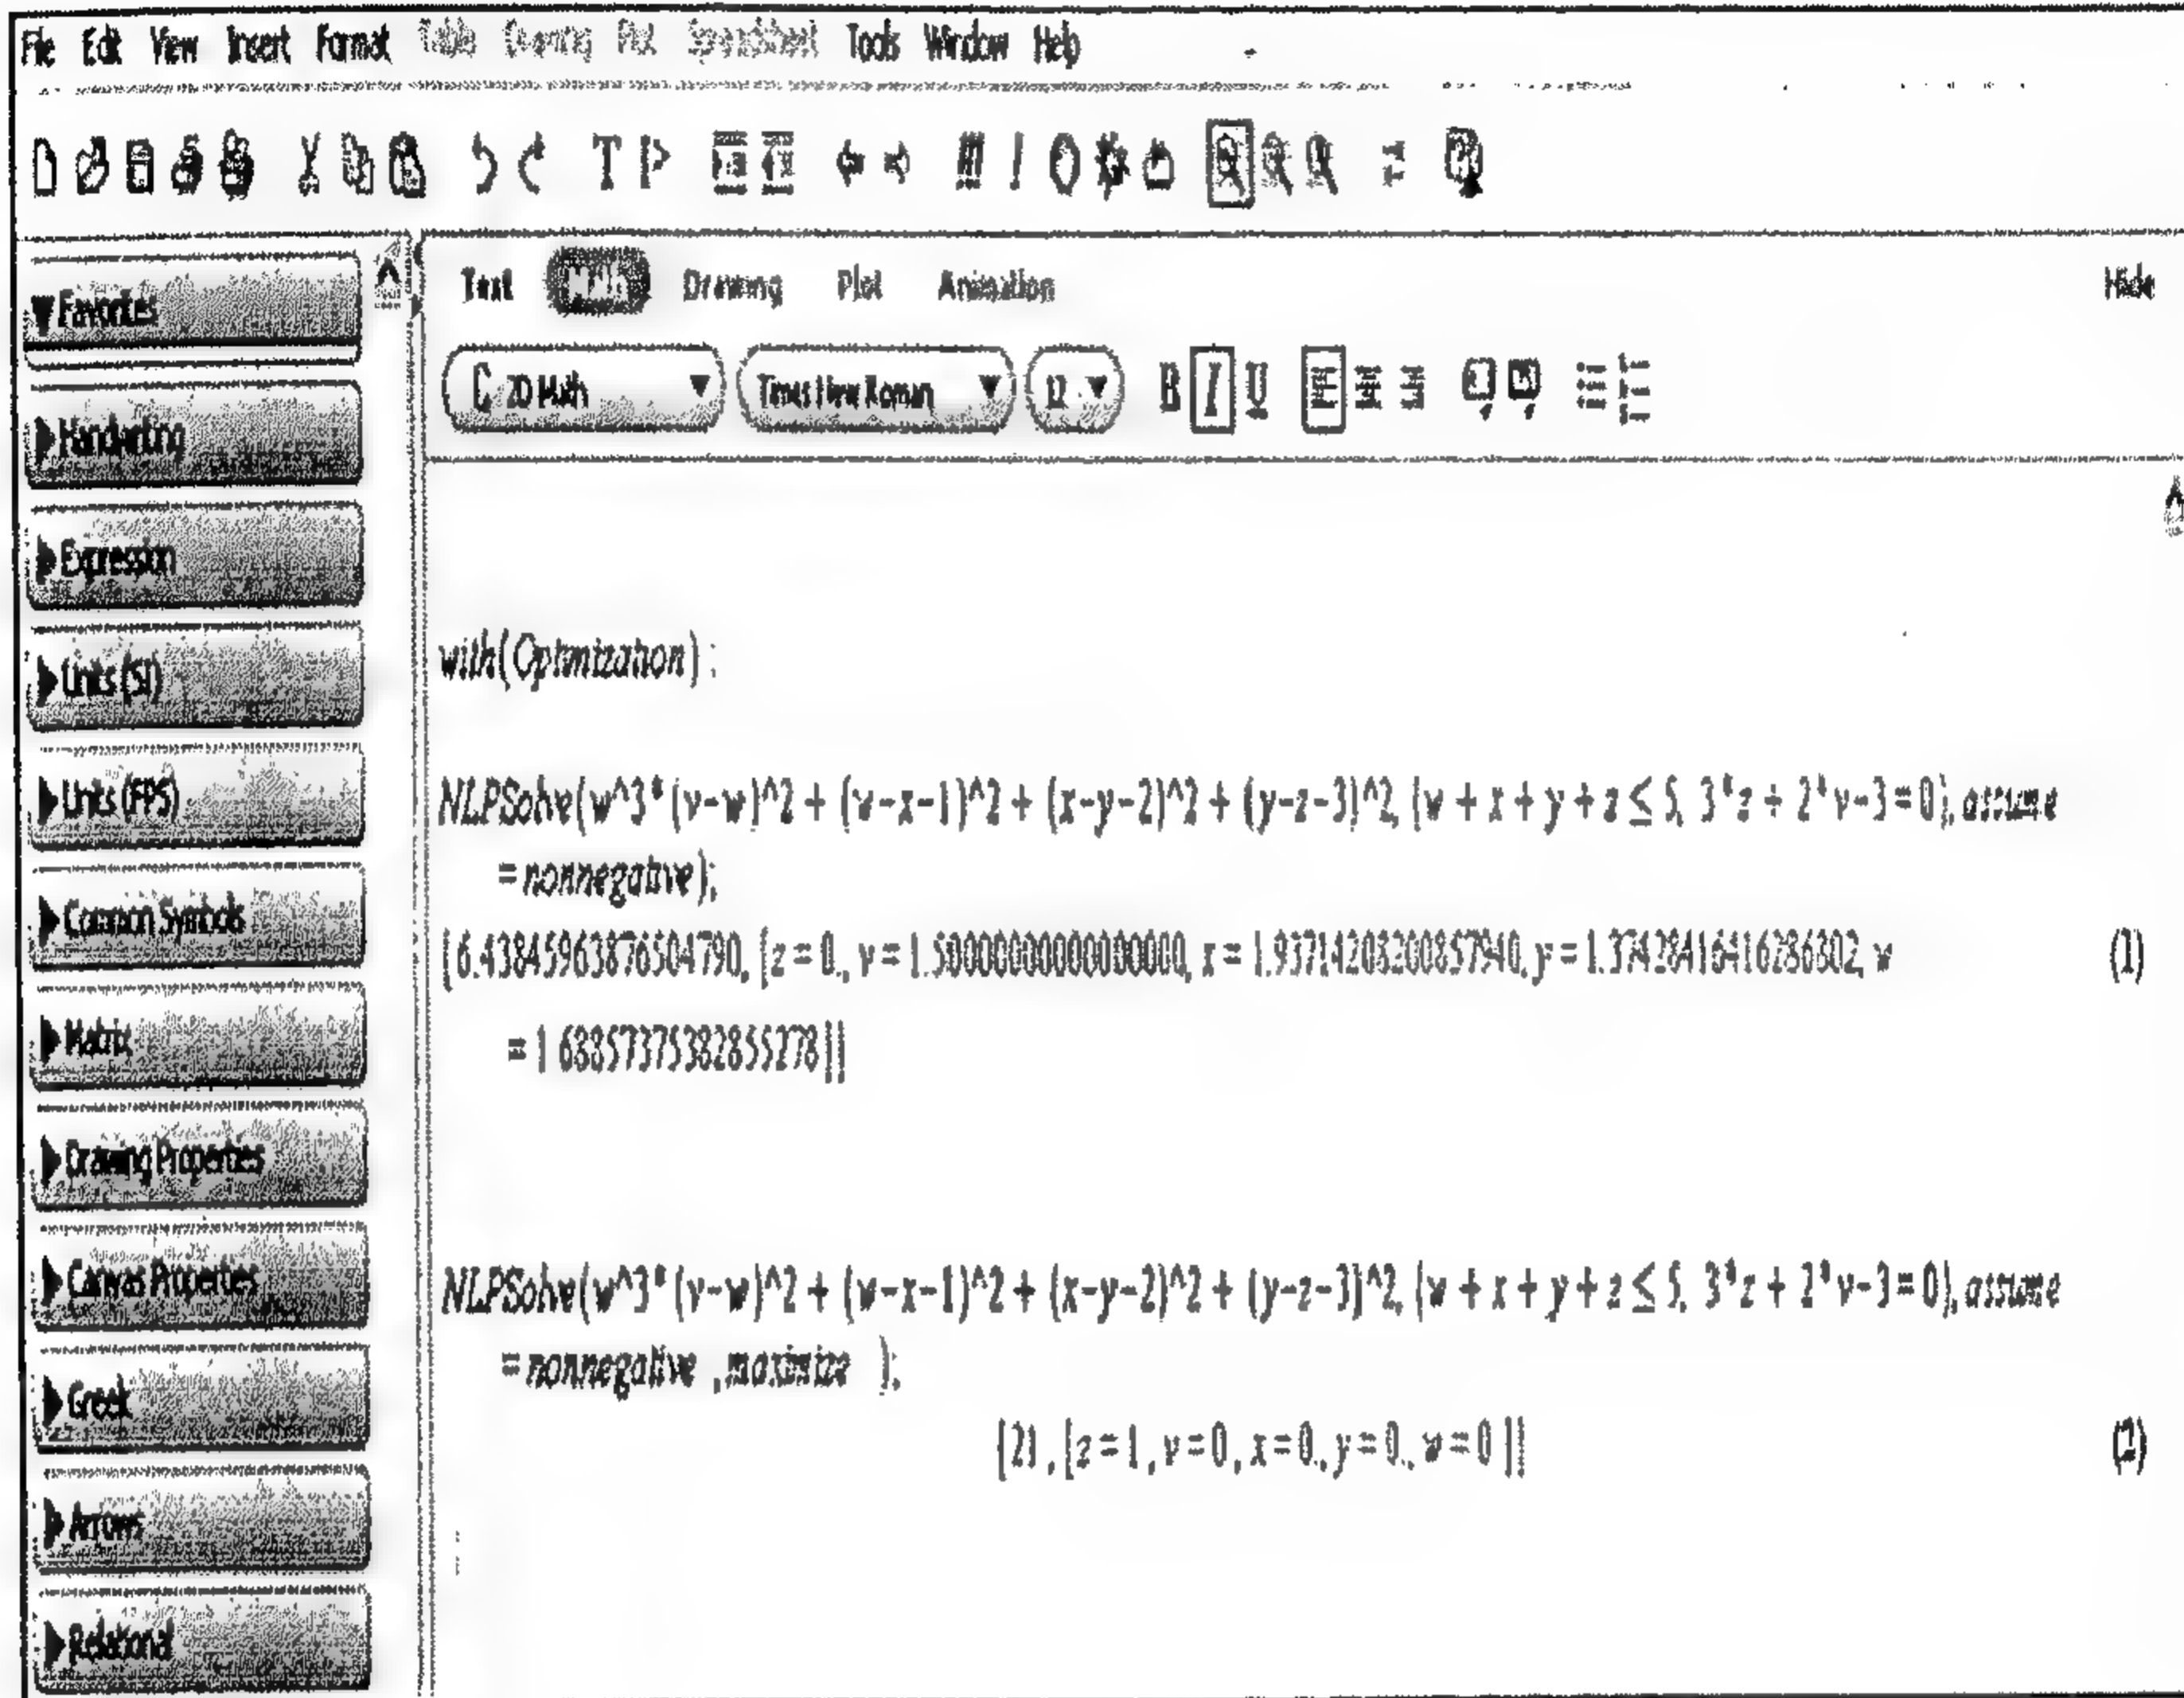 File Edit View Insert Format Table Drawing Plot Spreadsheet Tools Window Help
Text Math Drawing Plot Animation Hide
C 2D Math Times New Roman 12 B I U
Favorites
Handwriting
Expression
Units (SI)
Units (FPS)
Common Symbols
Matrix
Drawing Properties
Canvas Properties
Greek
Arrows
Relational
with(Optimization) :
NLPSolve(w^3*(v-w)^2 + (w-x-1)^2 + (x-y-2)^2 + (y-z-3)^2, {w + x + y + z ≤ 5, 3*z + 2*v-3=0}, assume
=nonnegative);
[6.43845963876504790, [z = 0., v = 1.50000000000000000, x = 1.93714208200857940, y = 1.37428416416286802, w (1)
= 1.68857375382855278]]
NLPSolve(w^3*(v-w)^2 + (w-x-1)^2 + (x-y-2)^2 + (y-z-3)^2, {w + x + y + z ≤ 5, 3*z + 2*v-3=0}, assume
=nonnegative ,maximize );
[21., [z = 1., v = 0., x = 0., y = 0., w = 0.]] (2)